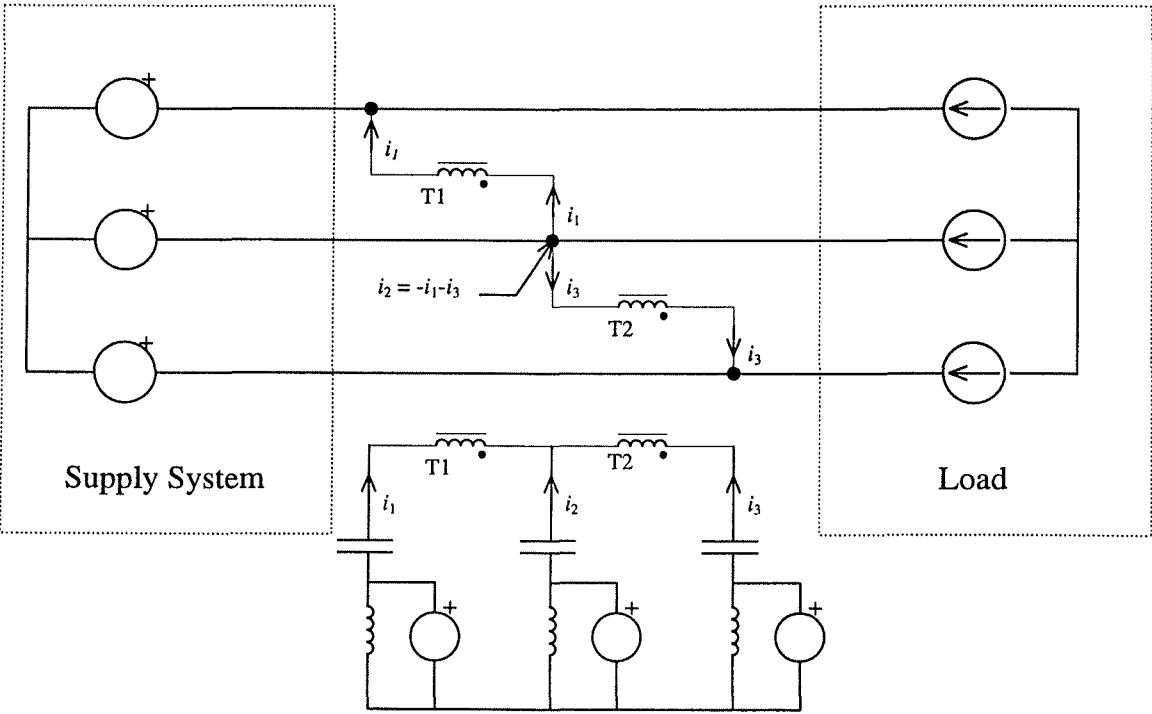 +
i₁
T1
+
i₁
i₂ = -i₁-i₃
i₃
T2
+
i₃
T1
T2
Supply System
Load
i₁
i₂
i₃
+
+
+